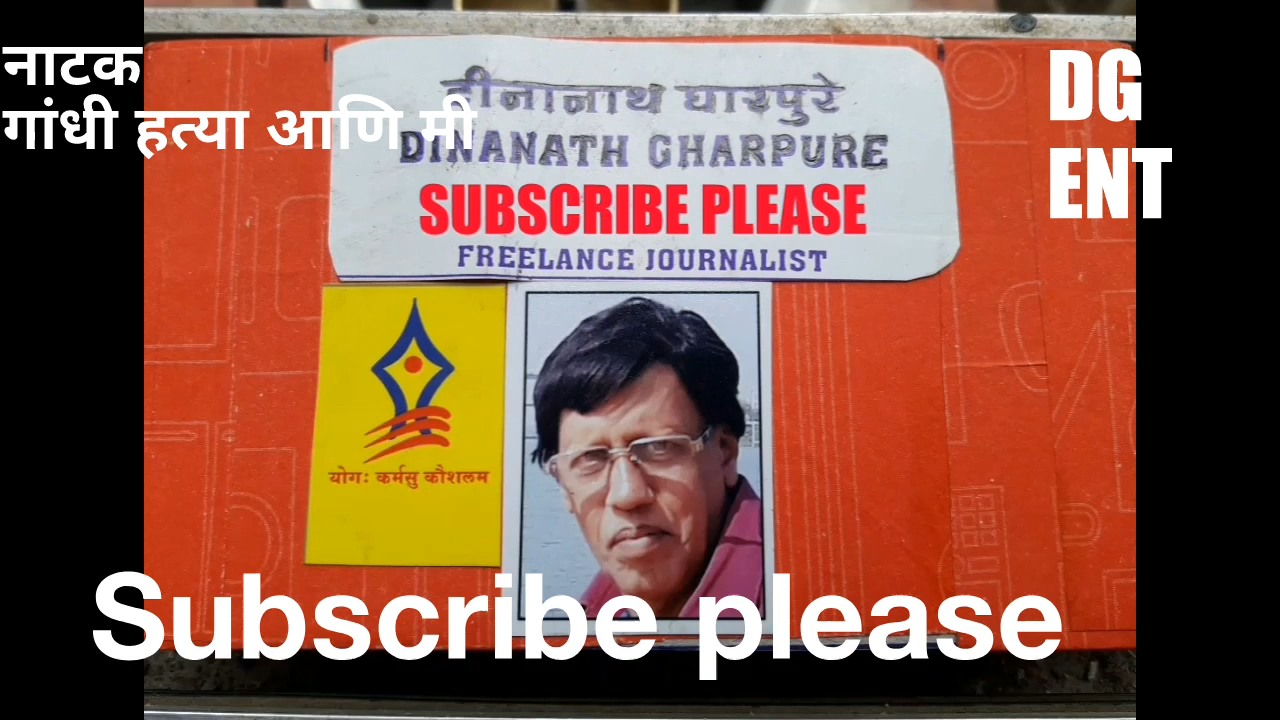 नाटक
गांधी हत्या आणि मी
DG
ENT
दीनानाथ घारपुरे
DINANATH GHARPURE
SUBSCRIBE PLEASE
FREELANCE JOURNALIST
योगः कर्मसु कौशलम
Subscribe please